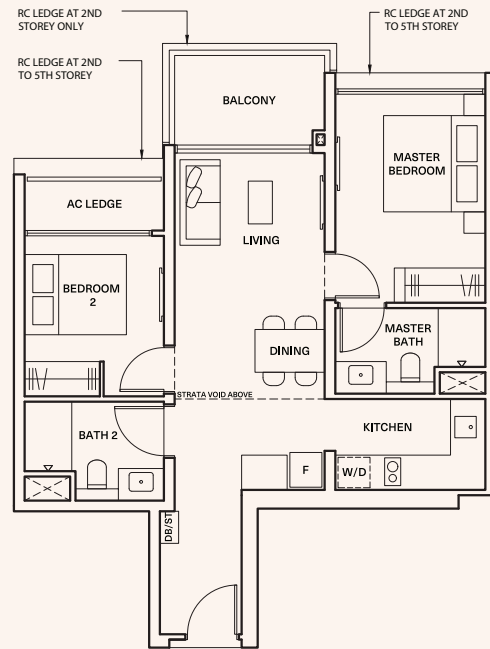 RC LEDGE AT 2ND
STOREY ONLY
RC LEDGE AT 2ND
TO 5TH STOREY
RC LEDGE AT 2ND
TO 5TH STOREY
BALCONY
MASTER
BEDROOM
AC LEDGE
LIVING
BEDROOM
2
MASTER
BATH
DINING
STRATA VOID ABOVE
KITCHEN
BATH 2
F
W/D
DB/ST